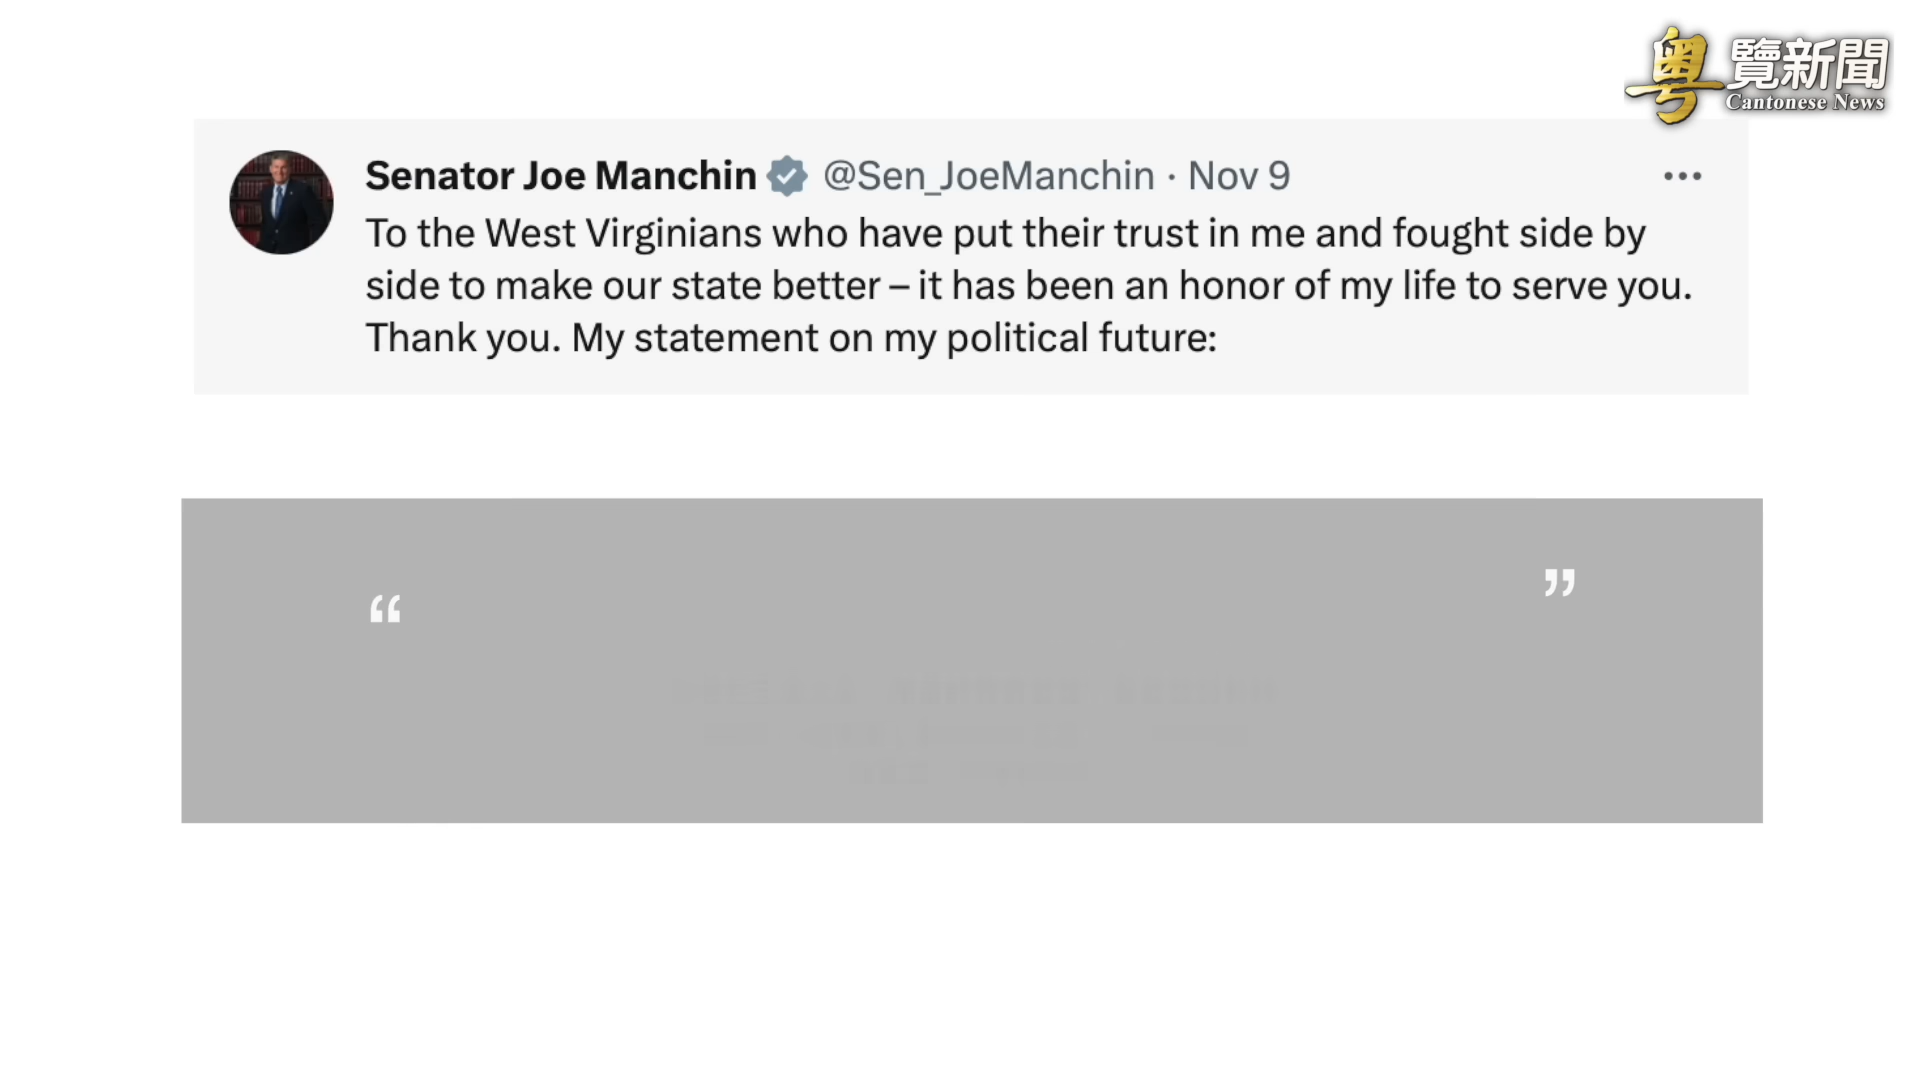 粵覽新聞
Cantonese News
Senator Joe Manchin @Sen_JoeManchin · Nov 9
To the West Virginians who have put their trust in me and fought side by
side to make our state better – it has been an honor of my life to serve you.
Thank you. My statement on my political future:
“ ”